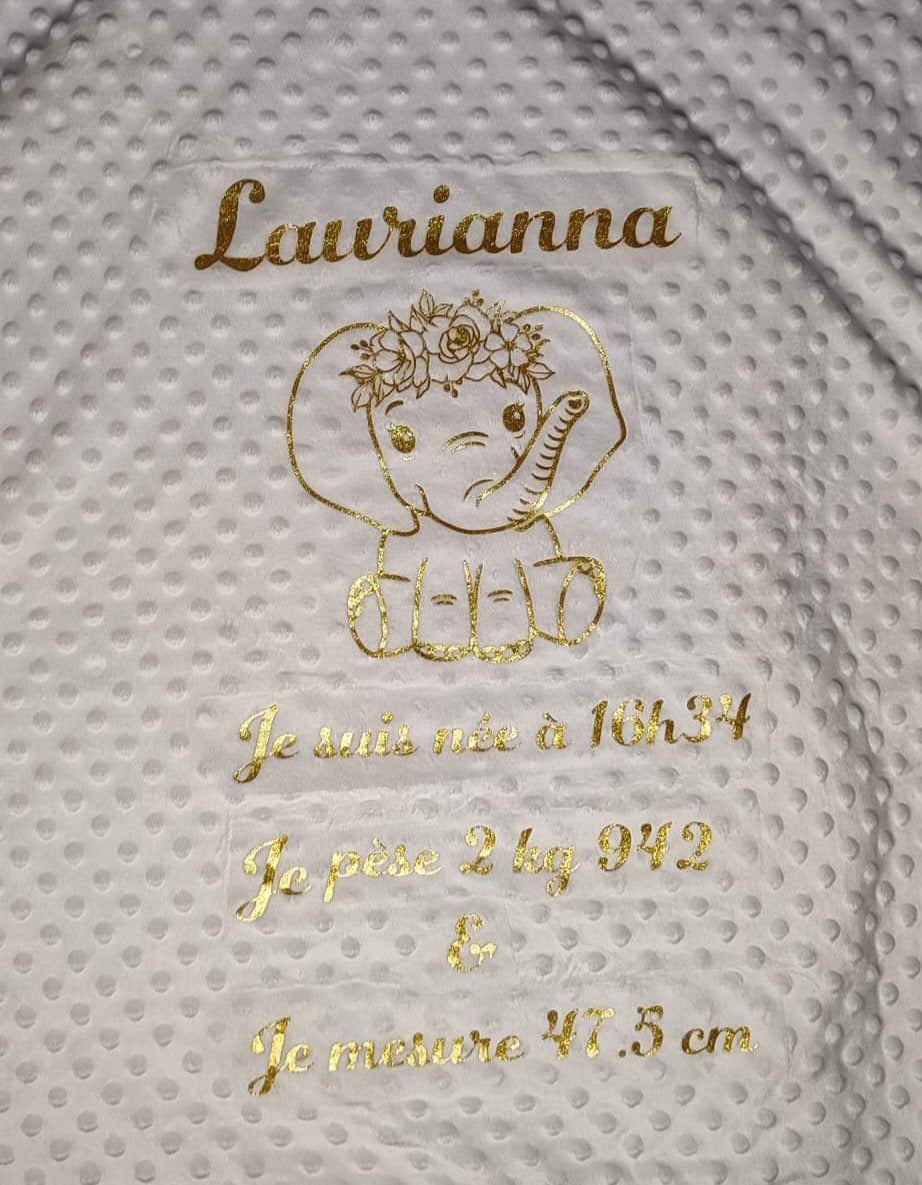 Laurianna
Je suis née à 16h34
Je pèse 2 kg 942
&
Je mesure 47.5 cm